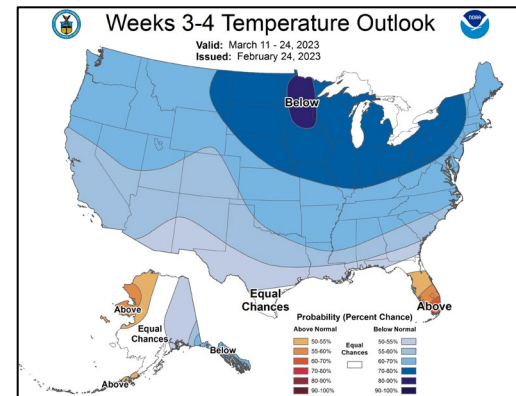 Weeks 3-4 Temperature Outlook
NOAA
Valid: March 11 - 24, 2023
Issued: February 24, 2023
Below
Equal
Chances
Above
Above
Equal
Chances
Below
Above
Probability (Percent Chance)
Above Normal
Equal
Chances
Below Normal
50-55%
50-55%
55-60%
55-60%
60-70%
60-70%
70-80%
70-80%
80-90%
80-90%
90-100%
90-100%